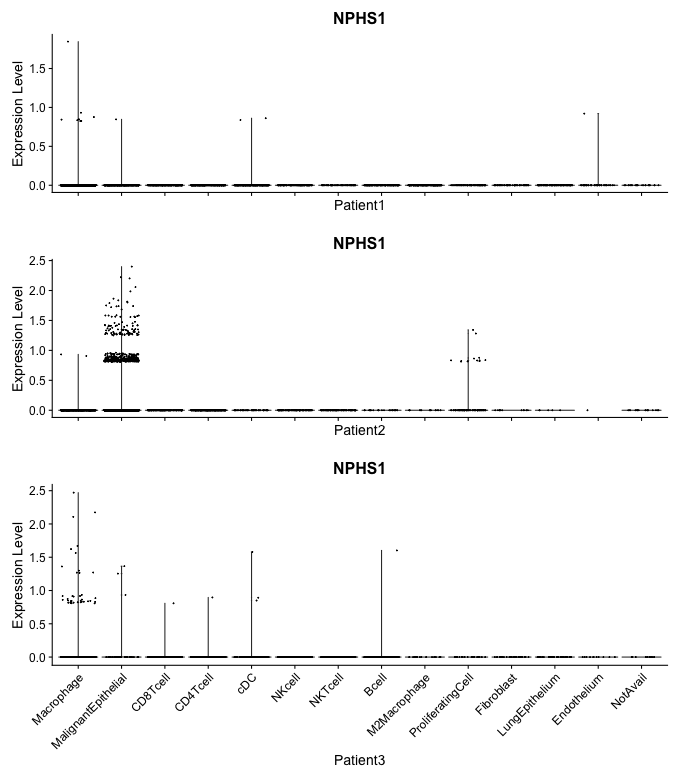 NPHS1
Expression Level
1.5
1.0
0.5
0.0
Patient1
NPHS1
Expression Level
2.5
2.0
1.5
1.0
0.5
0.0
Patient2
NPHS1
Expression Level
2.5
2.0
1.5
1.0
0.5
0.0
Macrophage
MalignantEpithelial
CD8Tcell
CD4Tcell
cDC
NKcell
NKTcell
Bcell
M2Macrophage
ProliferatingCell
Fibroblast
LungEpithelium
Endothelium
NotAvail
Patient3